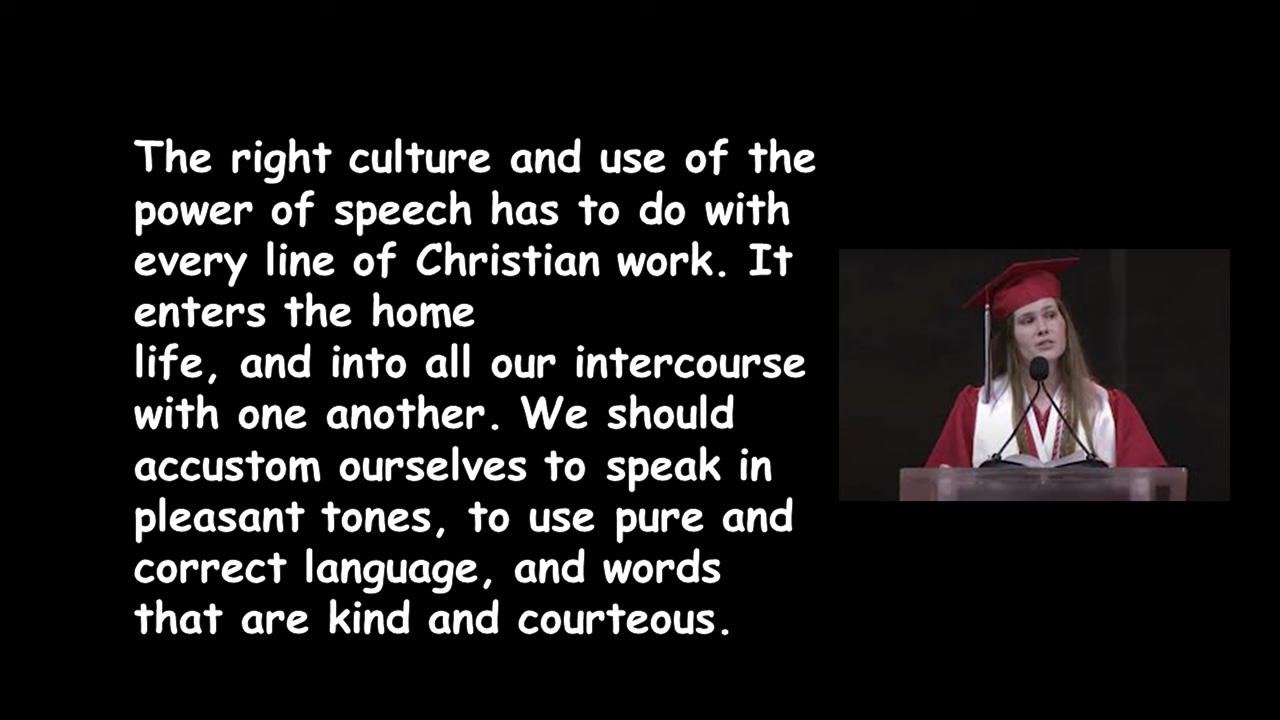 The right culture and use of the
power of speech has to do with
every line of Christian work. It
enters the home
life, and into all our intercourse
with one another. We should
accustom ourselves to speak in
pleasant tones, to use pure and
correct language, and words
that are kind and courteous.